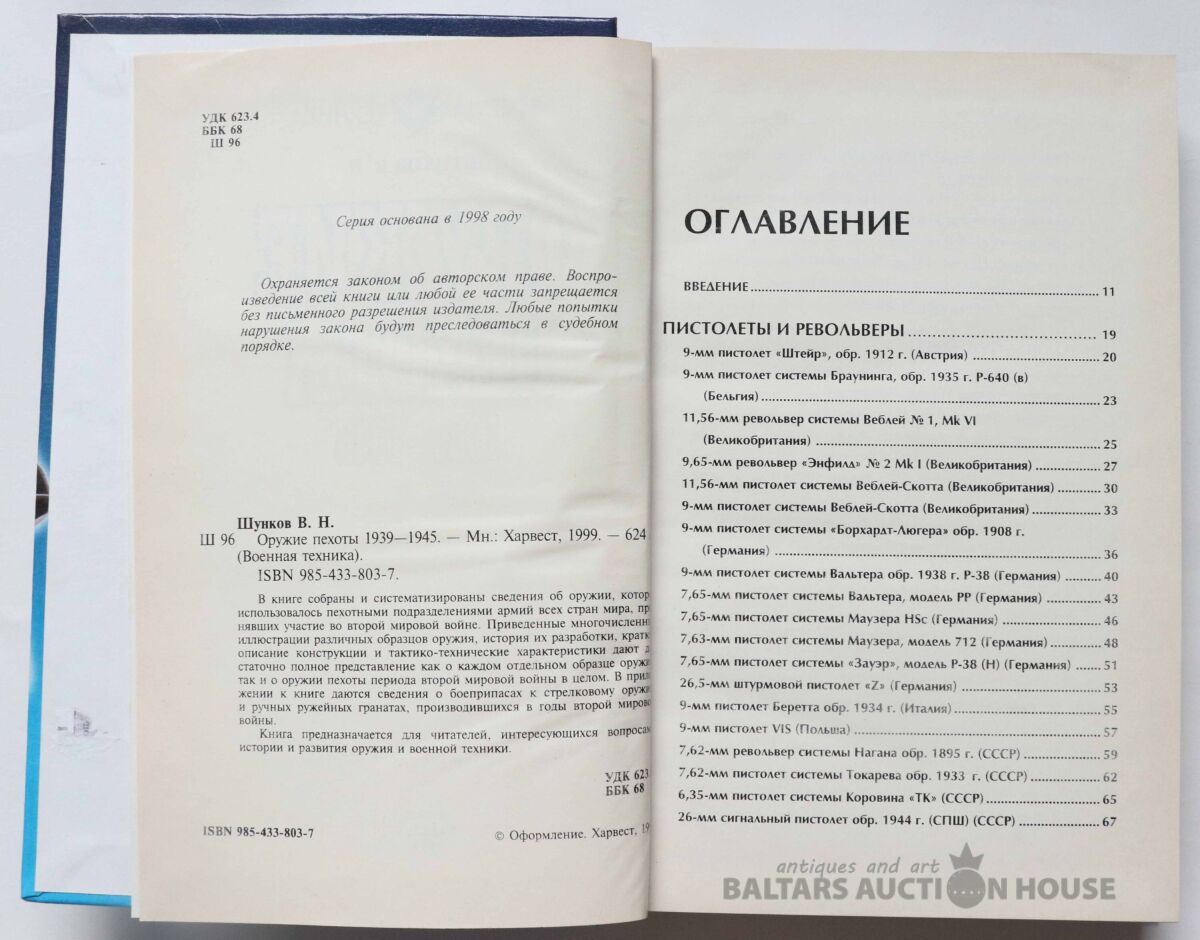 УДК 623.4
ББК 68
Ш 96
Серия основана в 1998 году
Охраняется законом об авторском праве. Воспро-
изведение всей книги или любой ее части запрещается
без письменного разрешения издателя. Любые попытки
нарушения закона будут преследоваться в судебном
порядке.
Шунков В. Н.
Ш 96 Оружие пехоты 1939—1945. — Мн.: Харвест, 1999. — 624
(Военная техника).
ISBN 985-433-803-7.
В книге собраны и систематизированы сведения об оружии, котор
использовалось пехотными подразделениями армий всех стран мира, пр
нявших участие во второй мировой войне. Приведенные многочисленн
иллюстрации различных образцов оружия, история их разработки, кратк
описание конструкции и тактико-технические характеристики дают д
статочно полное представление как о каждом отдельном образце оружи
так и о оружии пехоты периода второй мировой войны в целом. В прил
жении к книге даются сведения о боеприпасах к стрелковому оружи
и ручных ружейных гранатах, производившихся в годы второй миров
войны.
Книга предназначается для читателей, интересующихся вопросам
истории и развития оружия и военной техники.
УДК 623
ББК 68
ISBN 985-433-803-7
© Оформление. Харвест, 19
ОГЛАВЛЕНИЕ
ВВЕДЕНИЕ 11
ПИСТОЛЕТЫ И РЕВОЛЬВЕРЫ 19
9-мм пистолет «Штейр», обр. 1912 г. (Австрия) 20
9-мм пистолет системы Браунинга, обр. 1935 г. Р-640 (в)
(Бельгия) 23
11,56-мм револьвер системы Веблей № 1, Mk VI
(Великобритания) 25
9,65-мм револьвер «Энфилд» № 2 Mk I (Великобритания) 27
11,56-мм пистолет системы Веблей-Скотта (Великобритания) 30
9-мм пистолет системы Веблей-Скотта (Великобритания) 33
9-мм пистолет системы «Борхардт-Люгера» обр. 1908 г.
(Германия) 36
9-мм пистолет системы Вальтера обр. 1938 г. Р-38 (Германия) 40
7,65-мм пистолет системы Вальтера, модель РР (Германия) 43
7,65-мм пистолет системы Маузера HSc (Германия) 46
7,63-мм пистолет системы Маузера, модель 712 (Германия) 48
7,65-мм пистолет системы «Зауэр», модель Р-38 (Н) (Германия) 51
26,5-мм штурмовой пистолет «Z» (Германия) 53
9-мм пистолет Беретта обр. 1934 г. (Италия) 55
9-мм пистолет VIS (Польша) 57
7,62-мм револьвер системы Нагана обр. 1895 г. (СССР) 59
7,62-мм пистолет системы Токарева обр. 1933 г. (СССР) 62
6,35-мм пистолет системы Коровина «ТК» (СССР) 65
26-мм сигнальный пистолет обр. 1944 г. (СПШ) (СССР) 67
antiques and art
BALTARS AUCTION HOUSE